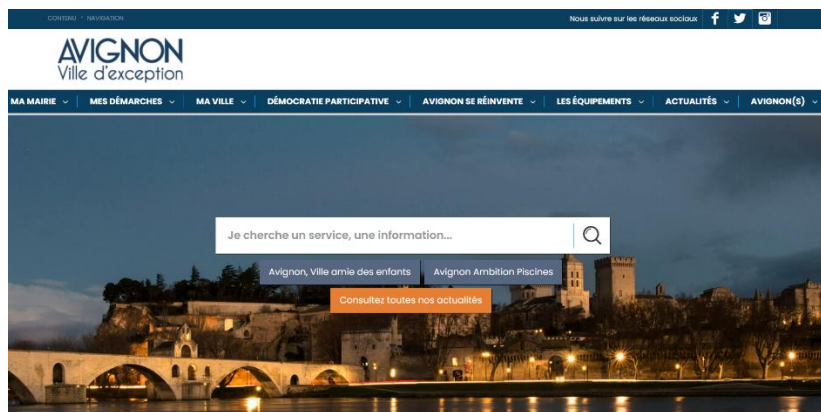 CONTENU * NAVIGATION
Nous suivre sur les réseaux sociaux
AVIGNON
Ville d'exception
MA MAIRIE
MES DÉMARCHES
MA VILLE
DÉMOCRATIE PARTICIPATIVE
AVIGNON SE RÉINVENTE
LES ÉQUIPEMENTS
ACTUALITÉS
AVIGNON(S)
Je cherche un service, une information...
Avignon, Ville amie des enfants
Avignon Ambition Piscines
Consultez toutes nos actualités